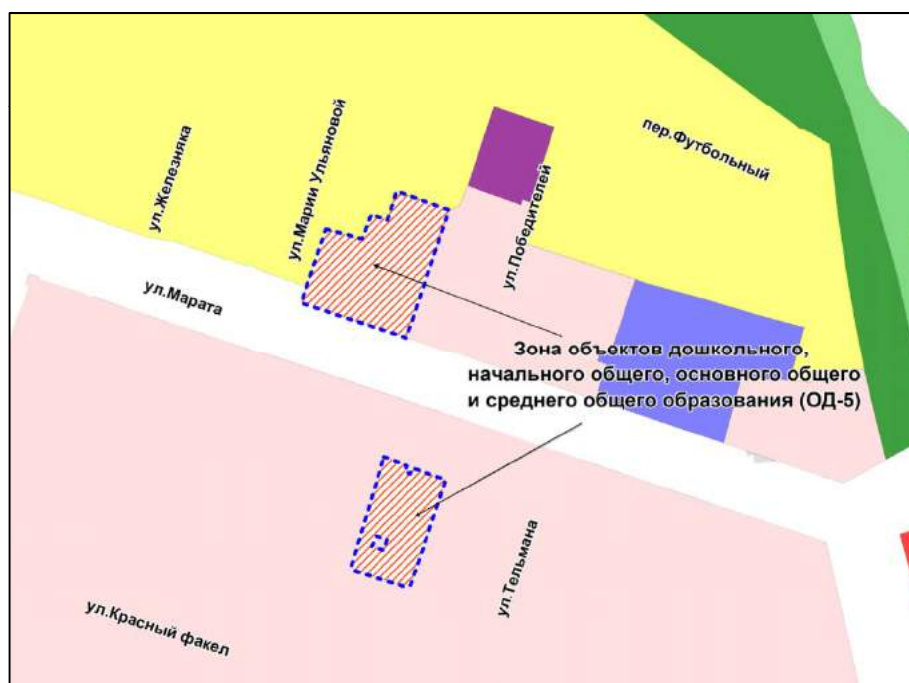 ул.Железняка
ул.Марии Ульяновой
пер.Футбольный
ул.Победителей
ул.Марата
Зона объектов дошкольного,
начального общего, основного общего
и среднего общего образования (ОД-5)
ул.Тельмана
ул.Красный факел